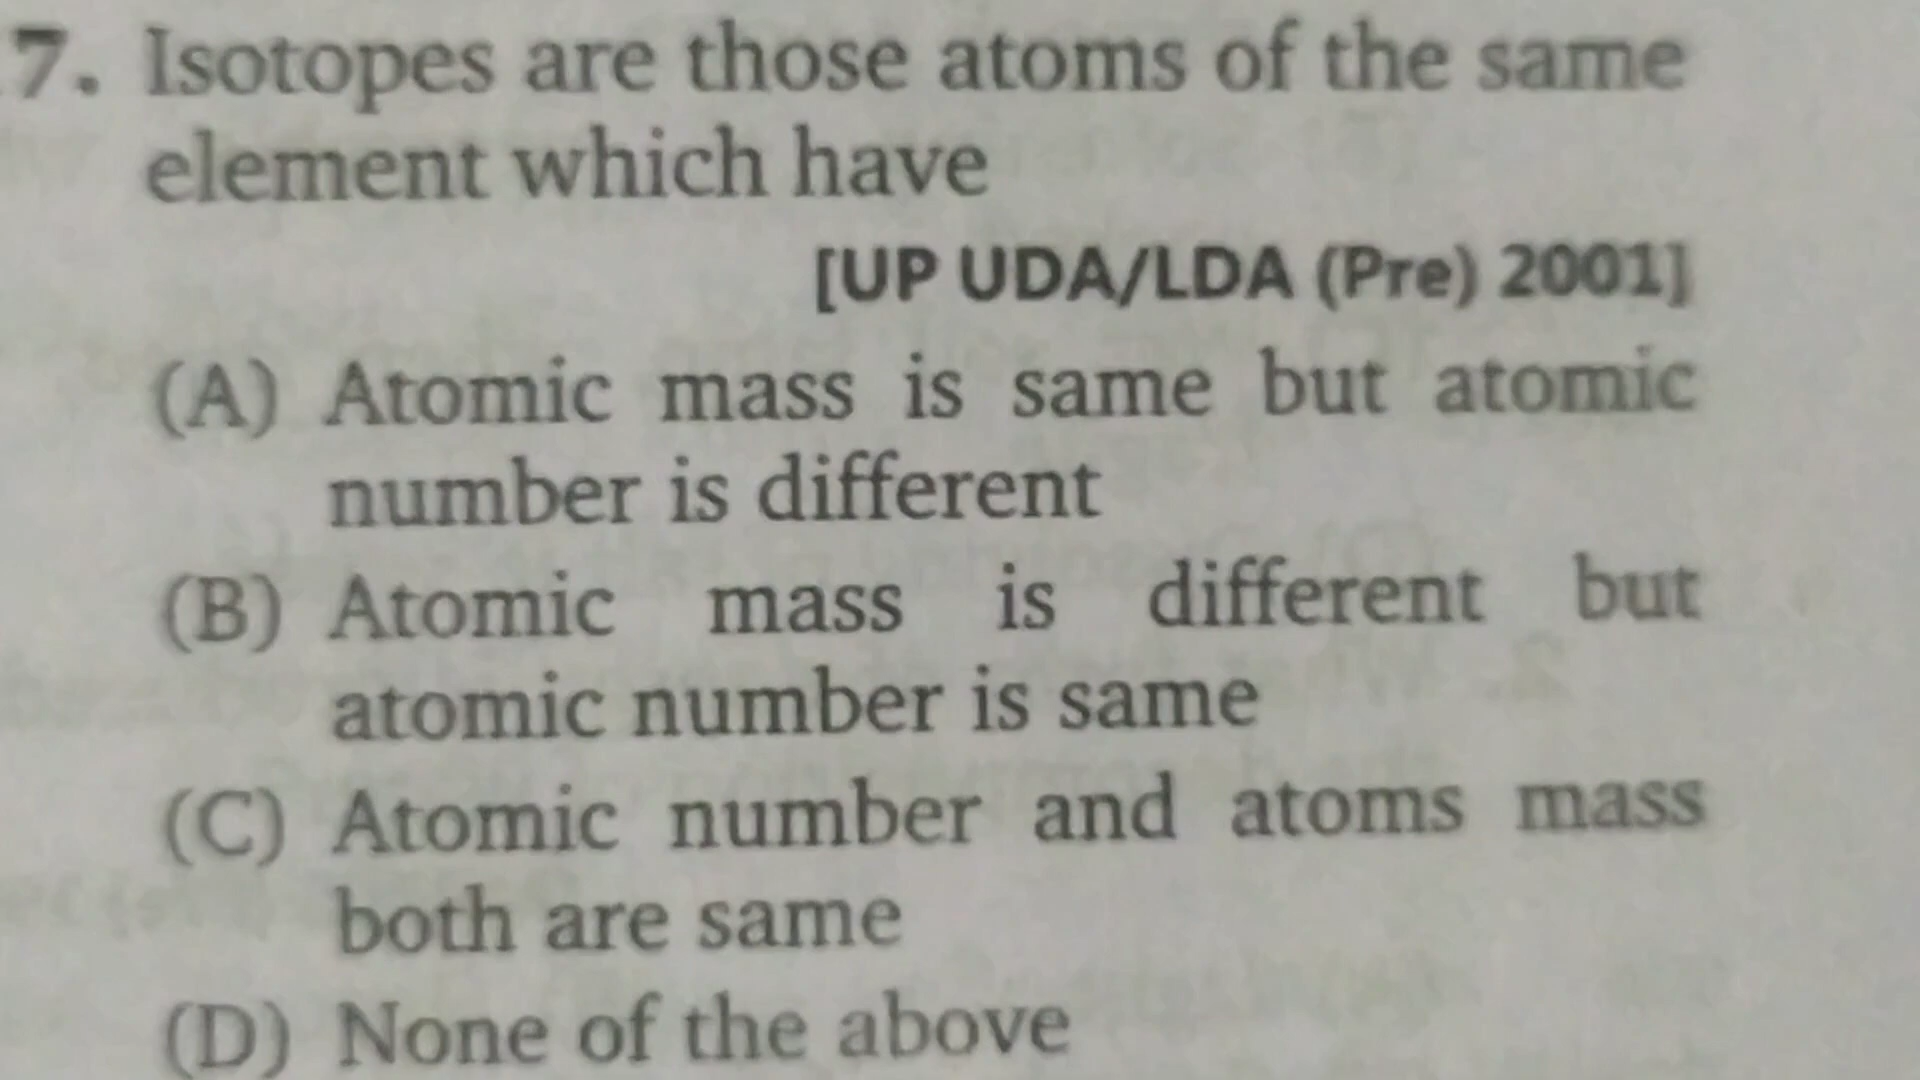 7. Isotopes are those atoms of the same
element which have
[UP UDA/LDA (Pre) 2001]
(A) Atomic mass is same but atomic
number is different
(B) Atomic mass is different but
atomic number is same
(C) Atomic number and atoms mass
both are same
(D) None of the above